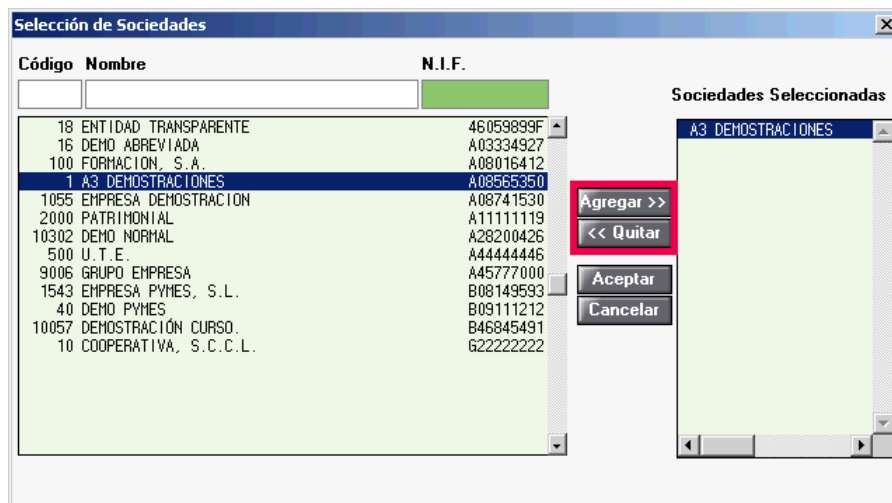 Selección de Sociedades
Código Nombre N.I.F.
Sociedades Seleccionadas
18 ENTIDAD TRANSPARENTE 46059899F
16 DEMO ABREVIADA A03334927
100 FORMACION, S.A. A08016412
1 A3 DEMOSTRACIONES A08565350
1055 EMPRESA DEMOSTRACION A08741530
2000 PATRIMONIAL A11111119
10302 DEMO NORMAL A28200426
500 U.T.E. A44444446
9006 GRUPO EMPRESA A45777000
1543 EMPRESA PYMES, S.L. B08149593
40 DEMO PYMES B09111212
10057 DEMOSTRACIÓN CURSO. B46845491
10 COOPERATIVA, S.C.C.L. G22222222
Agregar >>
<< Quitar
Aceptar
Cancelar
A3 DEMOSTRACIONES